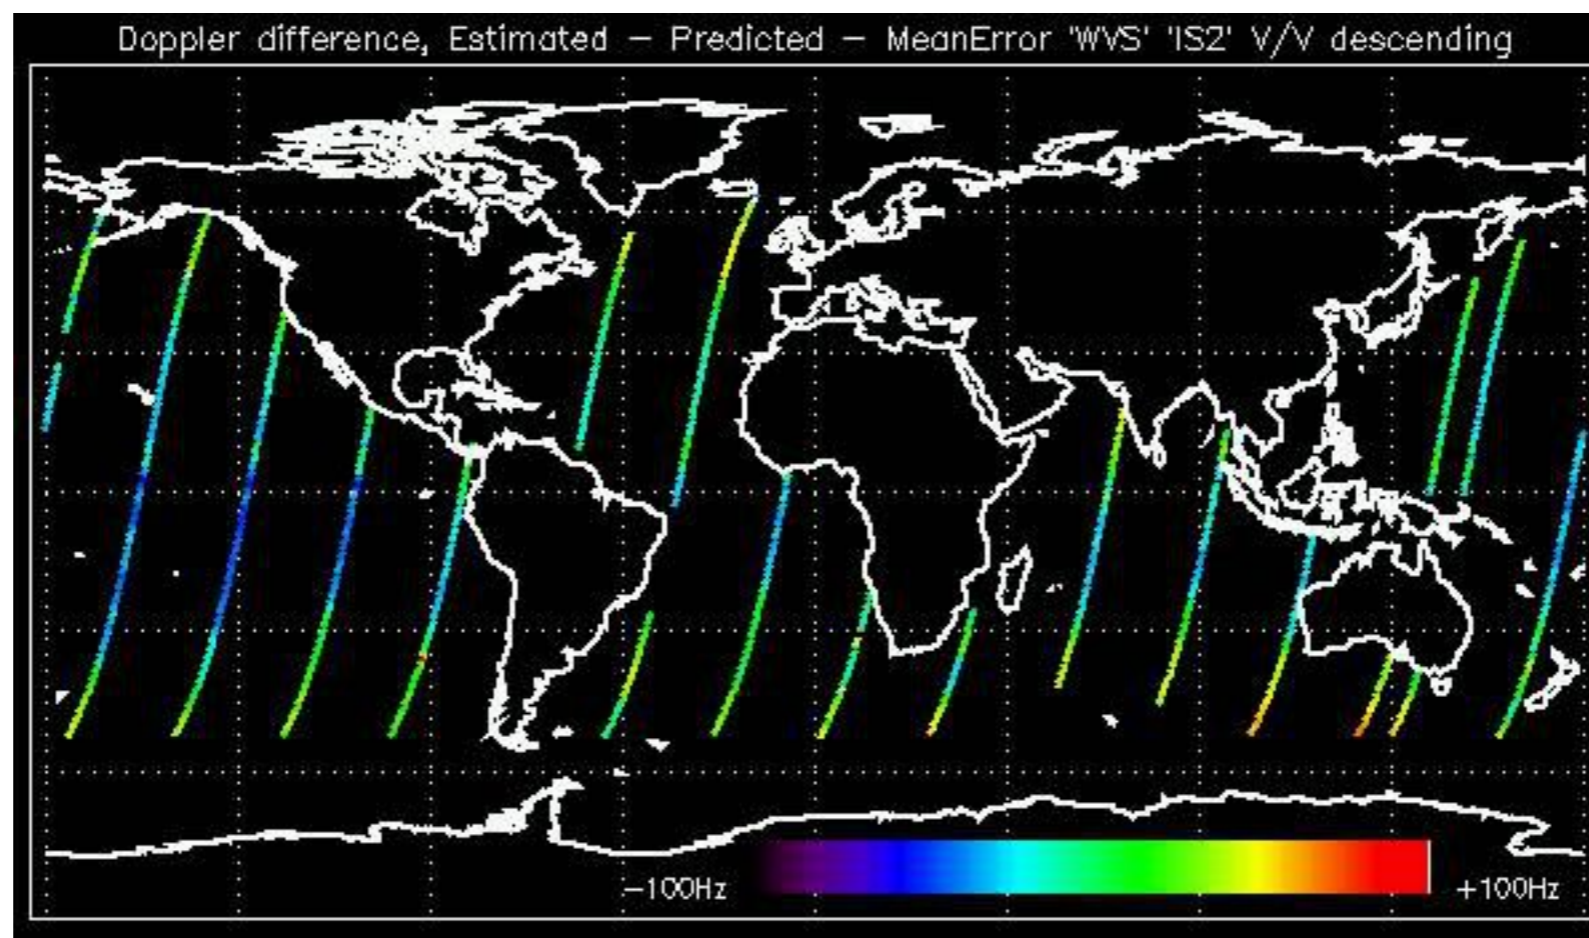 Doppler difference, Estimated – Predicted – MeanError 'WVS' 'IS2' V/V descending
–100Hz
+100Hz